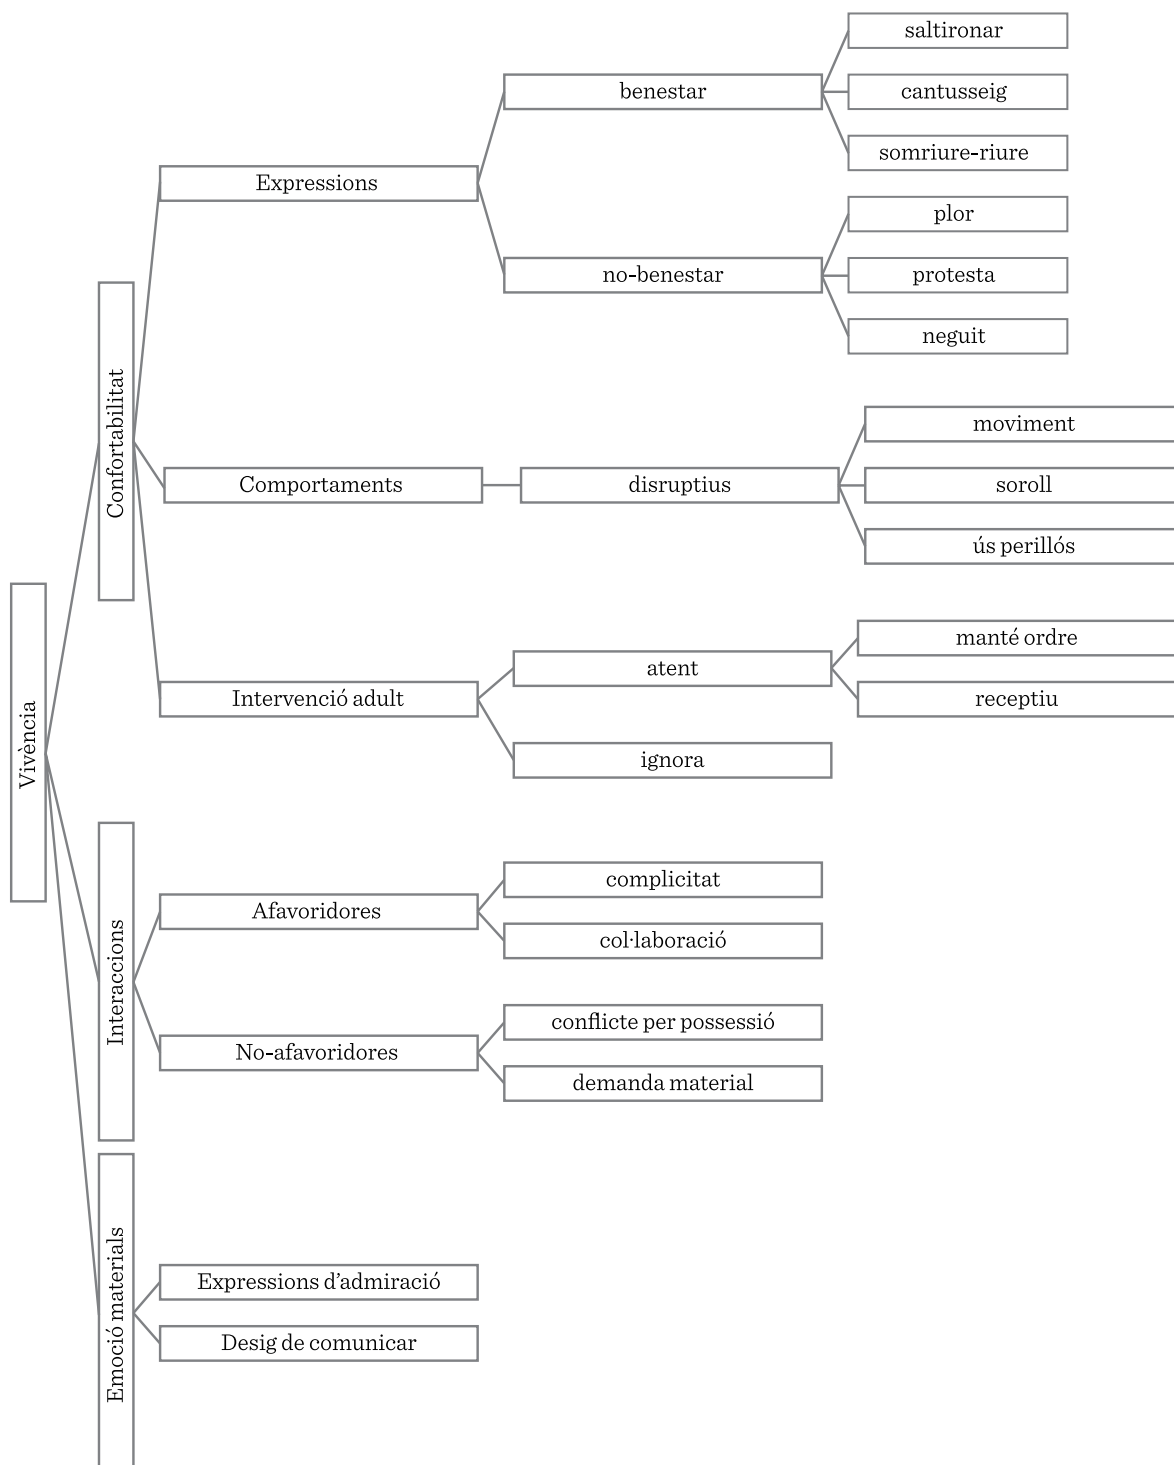 Vivència
Confortabilitat
Expressions
benestar
saltironar
cantusseig
somriure-riure
no-benestar
plor
protesta
neguit
Comportaments
disruptius
moviment
soroll
ús perillós
Intervenció adult
atent
manté ordre
receptiu
ignora
Interaccions
Afavoridores
complicitat
col·laboració
No-afavoridores
conflicte per possessió
demanda material
Emoció materials
Expressions d’admiració
Desig de comunicar